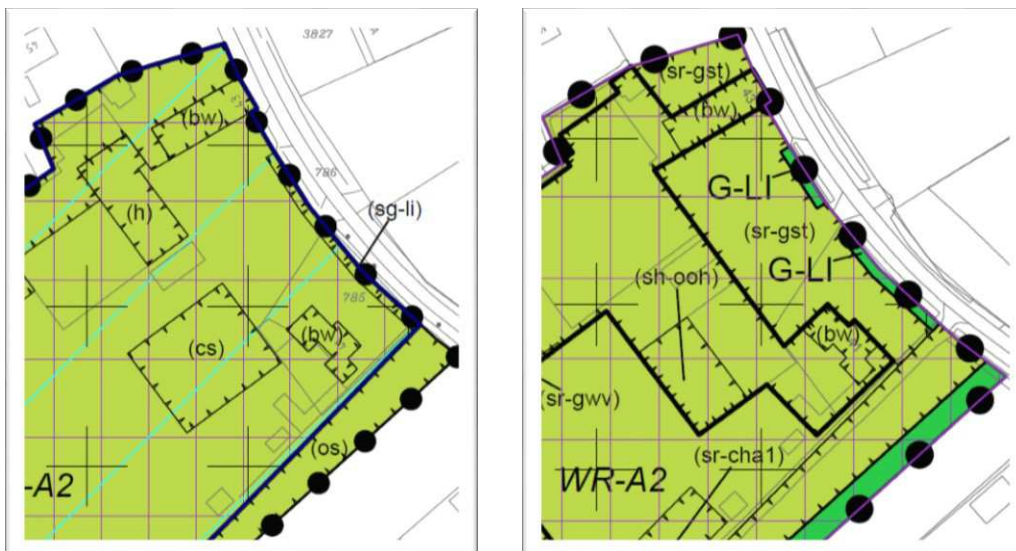 3827
(bw)
786
(sg-li)
(h)
785
(bw)
(cs)
(os)
-A2
(sr-gst)
(bw)
G-LI
(sr-gst)
G-LI
(sh-ooh)
(bw)
(sr-gwv)
(sr-cha1)
WR-A2